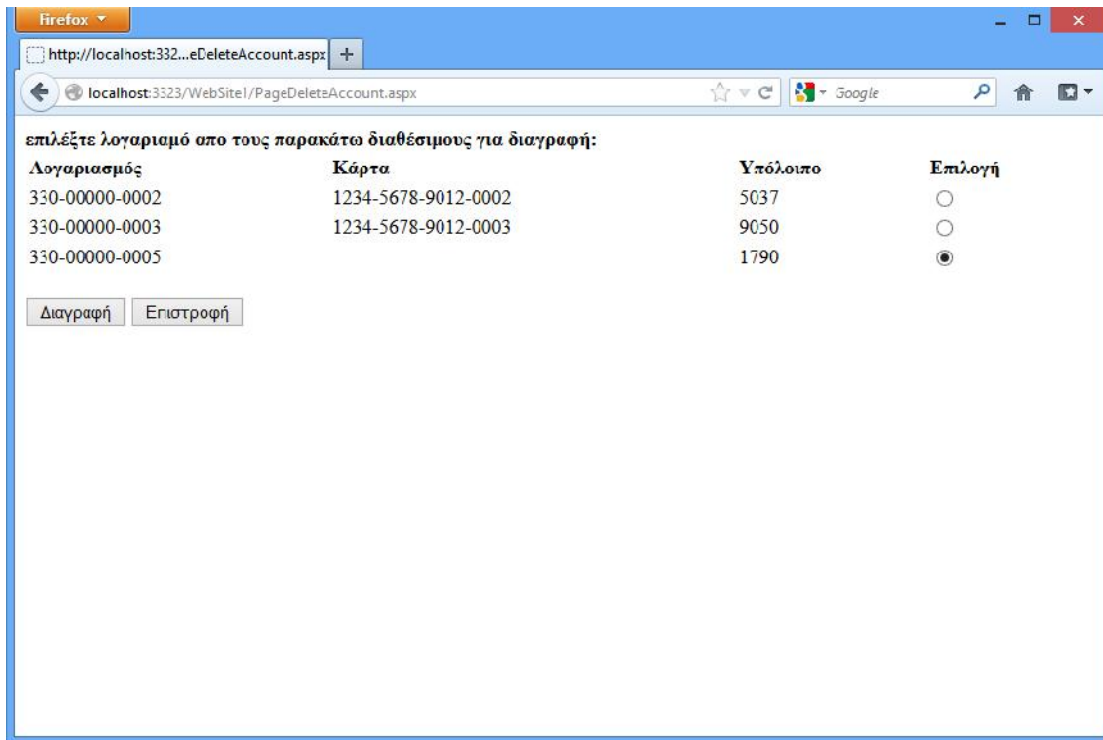 Firefox
http://localhost:332...eDeleteAccount.aspx
localhost:3323/WebSite1/PageDeleteAccount.aspx Google
επιλέξτε λογαριαμό απο τους παρακάτω διαθέσιμους για διαγραφή:
Λογαριασμός Κάρτα Υπόλοιπο Επιλογή
330-00000-0002 1234-5678-9012-0002 5037
330-00000-0003 1234-5678-9012-0003 9050
330-00000-0005 1790
Διαγραφή Επιστροφή